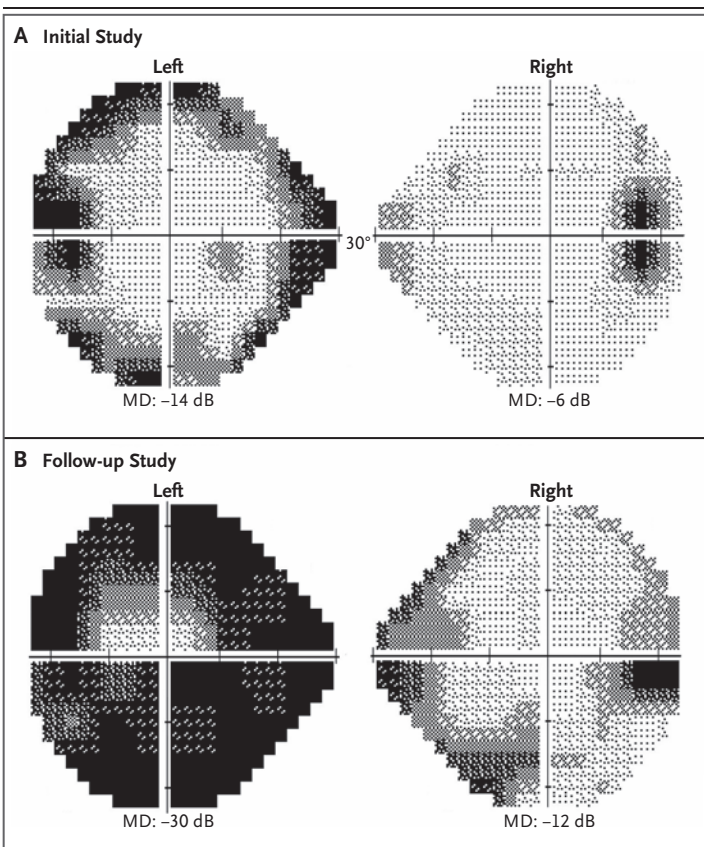 A Initial Study
Left Right
30°
MD: –14 dB MD: –6 dB
B Follow-up Study
Left Right
MD: –30 dB MD: –12 dB